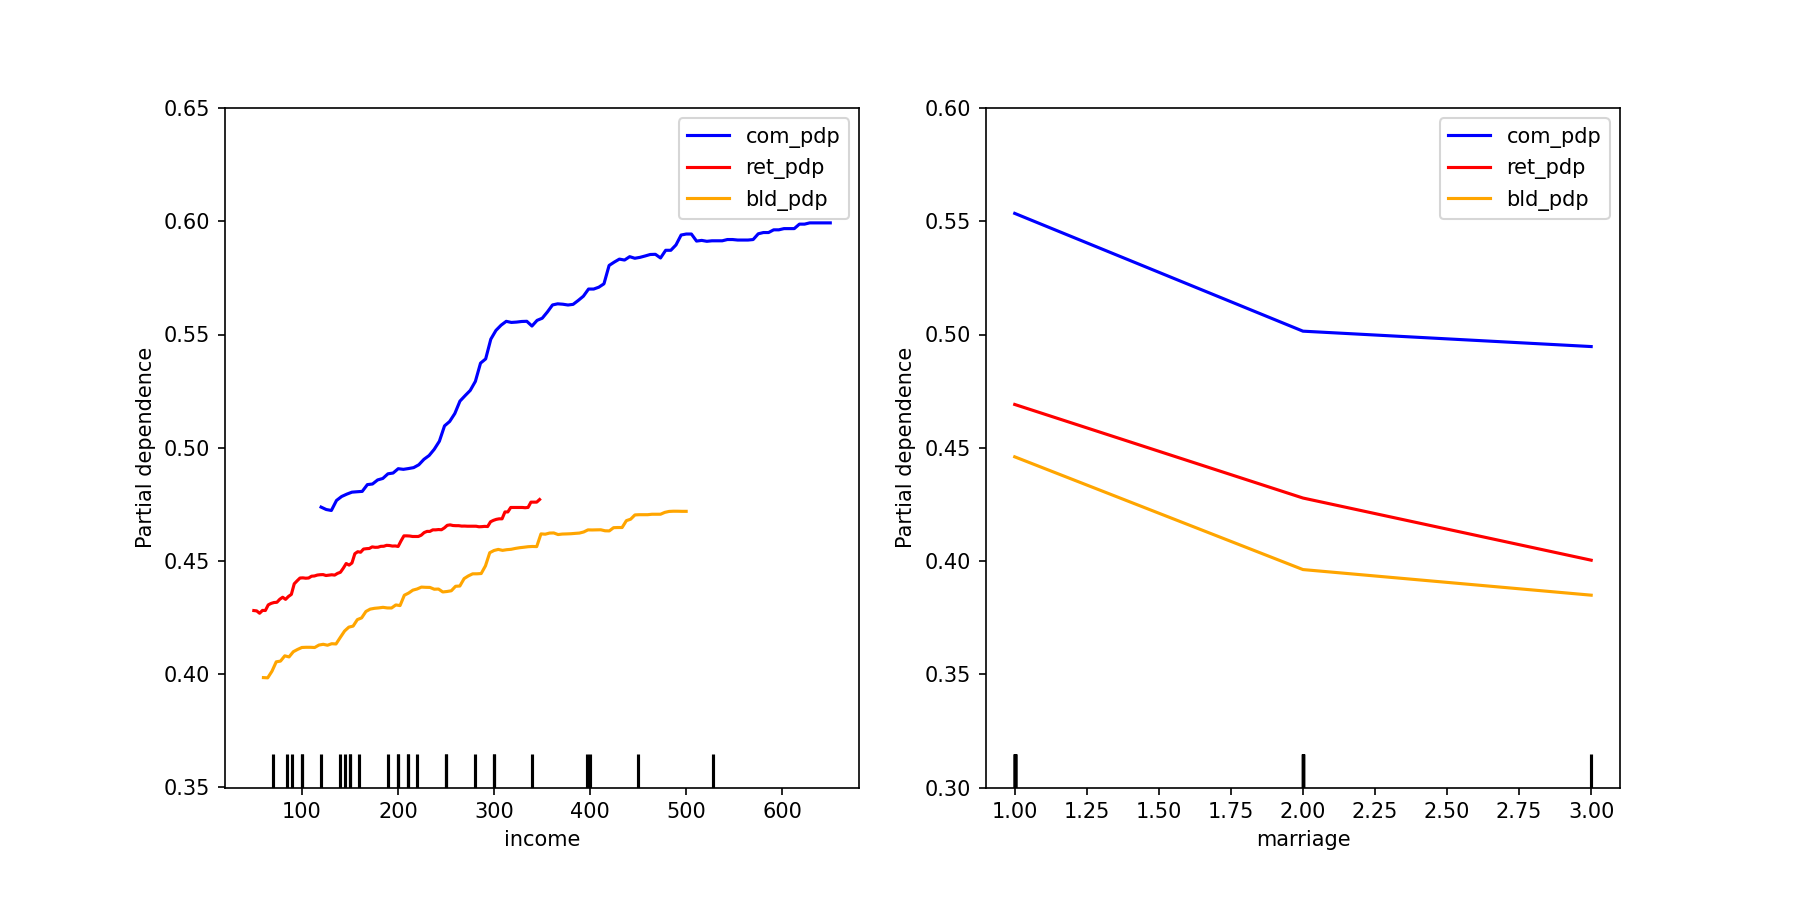 0.65
0.60
0.55
0.50
0.45
0.40
0.35
Partial dependence
com_pdp
ret_pdp
bld_pdp
100 200 300 400 500 600
income
0.60
0.55
0.50
0.45
0.40
0.35
0.30
Partial dependence
com_pdp
ret_pdp
bld_pdp
1.00 1.25 1.50 1.75 2.00 2.25 2.50 2.75 3.00
marriage